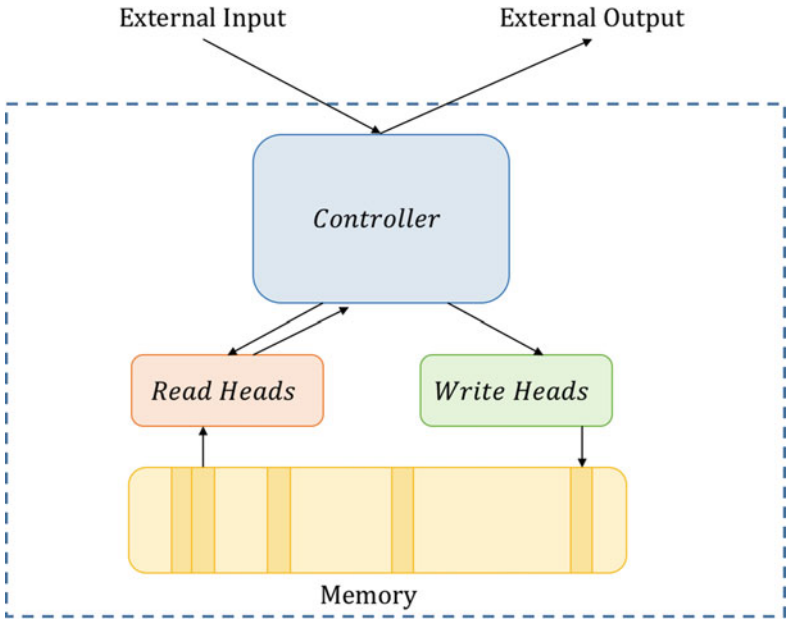 External Input
External Output
Controller
Read Heads
Write Heads
Memory